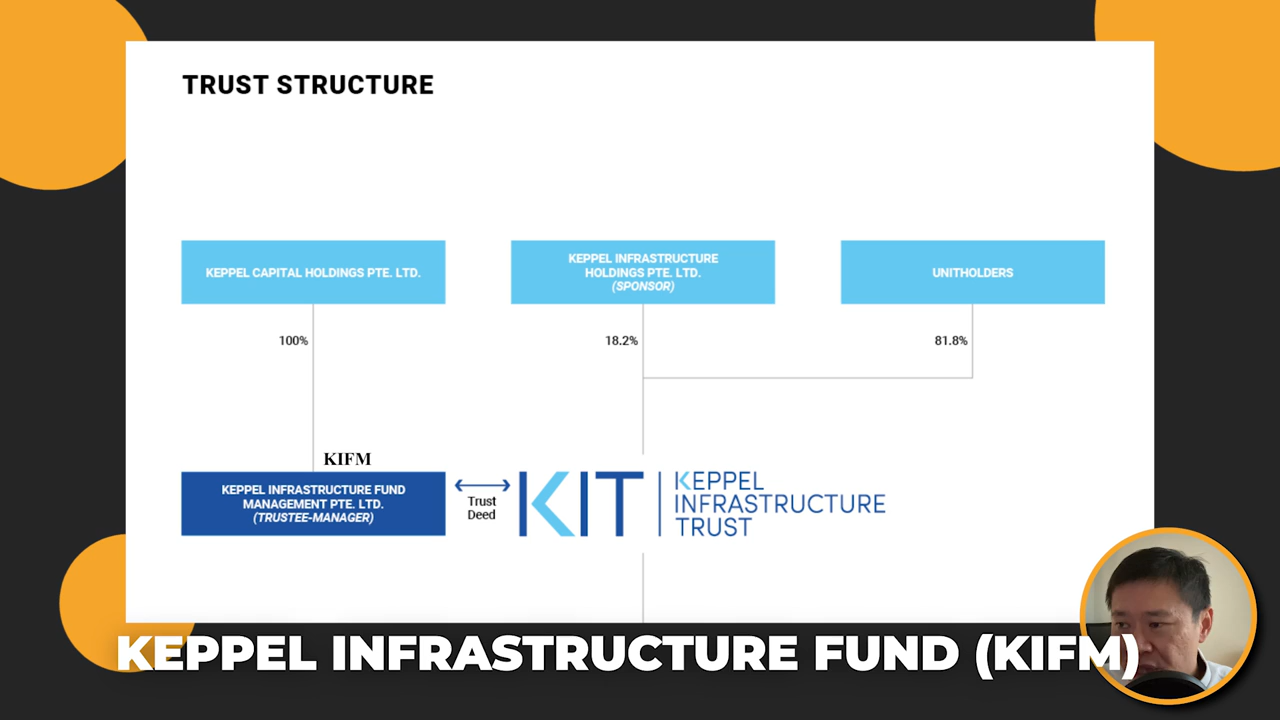 TRUST STRUCTURE
KEPPEL CAPITAL HOLDINGS PTE. LTD.
KEPPEL INFRASTRUCTURE
HOLDINGS PTE. LTD.
(SPONSOR)
UNITHOLDERS
100%
18.2%
81.8%
KIFM
KEPPEL INFRASTRUCTURE FUND
MANAGEMENT PTE. LTD.
(TRUSTEE-MANAGER)
Trust
Deed
KIT
KEPPEL
INFRASTRUCTURE
TRUST
KEPPEL INFRASTRUCTURE FUND (KIFM)